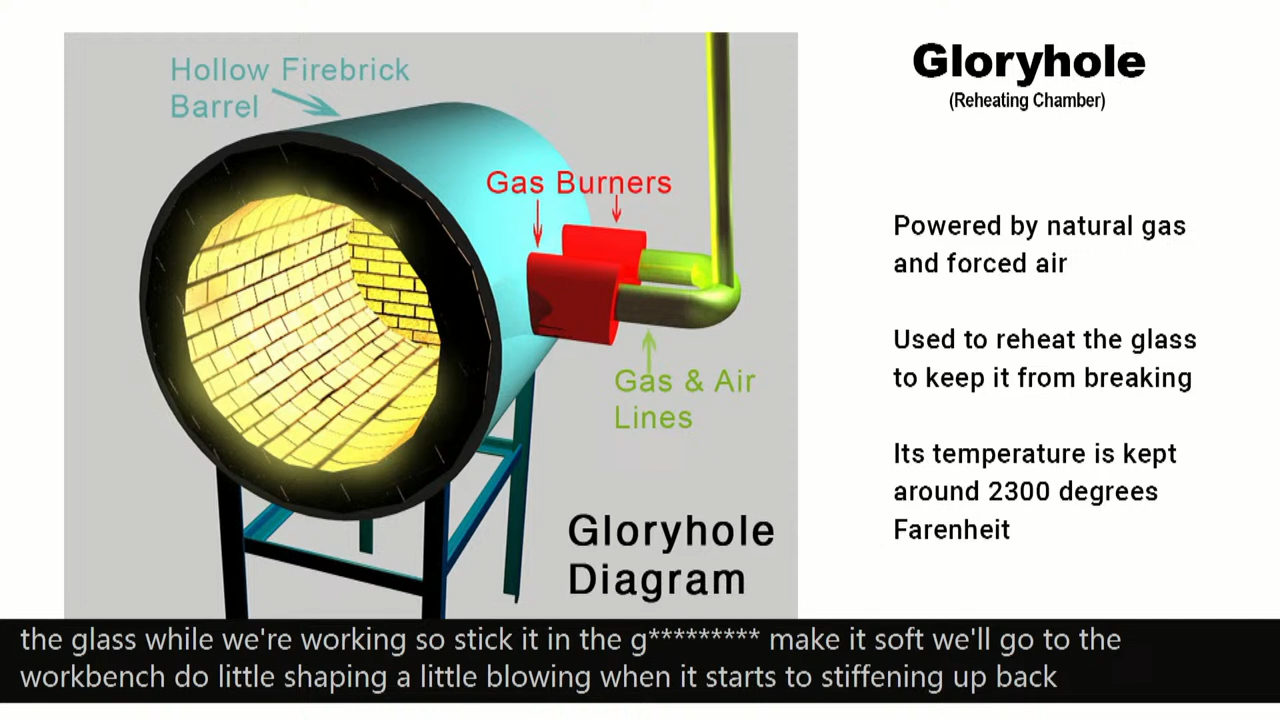 Hollow Firebrick
Barrel
Gas Burners
Gas & Air
Lines
Gloryhole
Diagram
Gloryhole
(Reheating Chamber)
Powered by natural gas
and forced air
Used to reheat the glass
to keep it from breaking
Its temperature is kept
around 2300 degrees
Farenheit
the glass while we're working so stick it in the g********* make it soft we'll go to the
workbench do little shaping a little blowing when it starts to stiffening up back